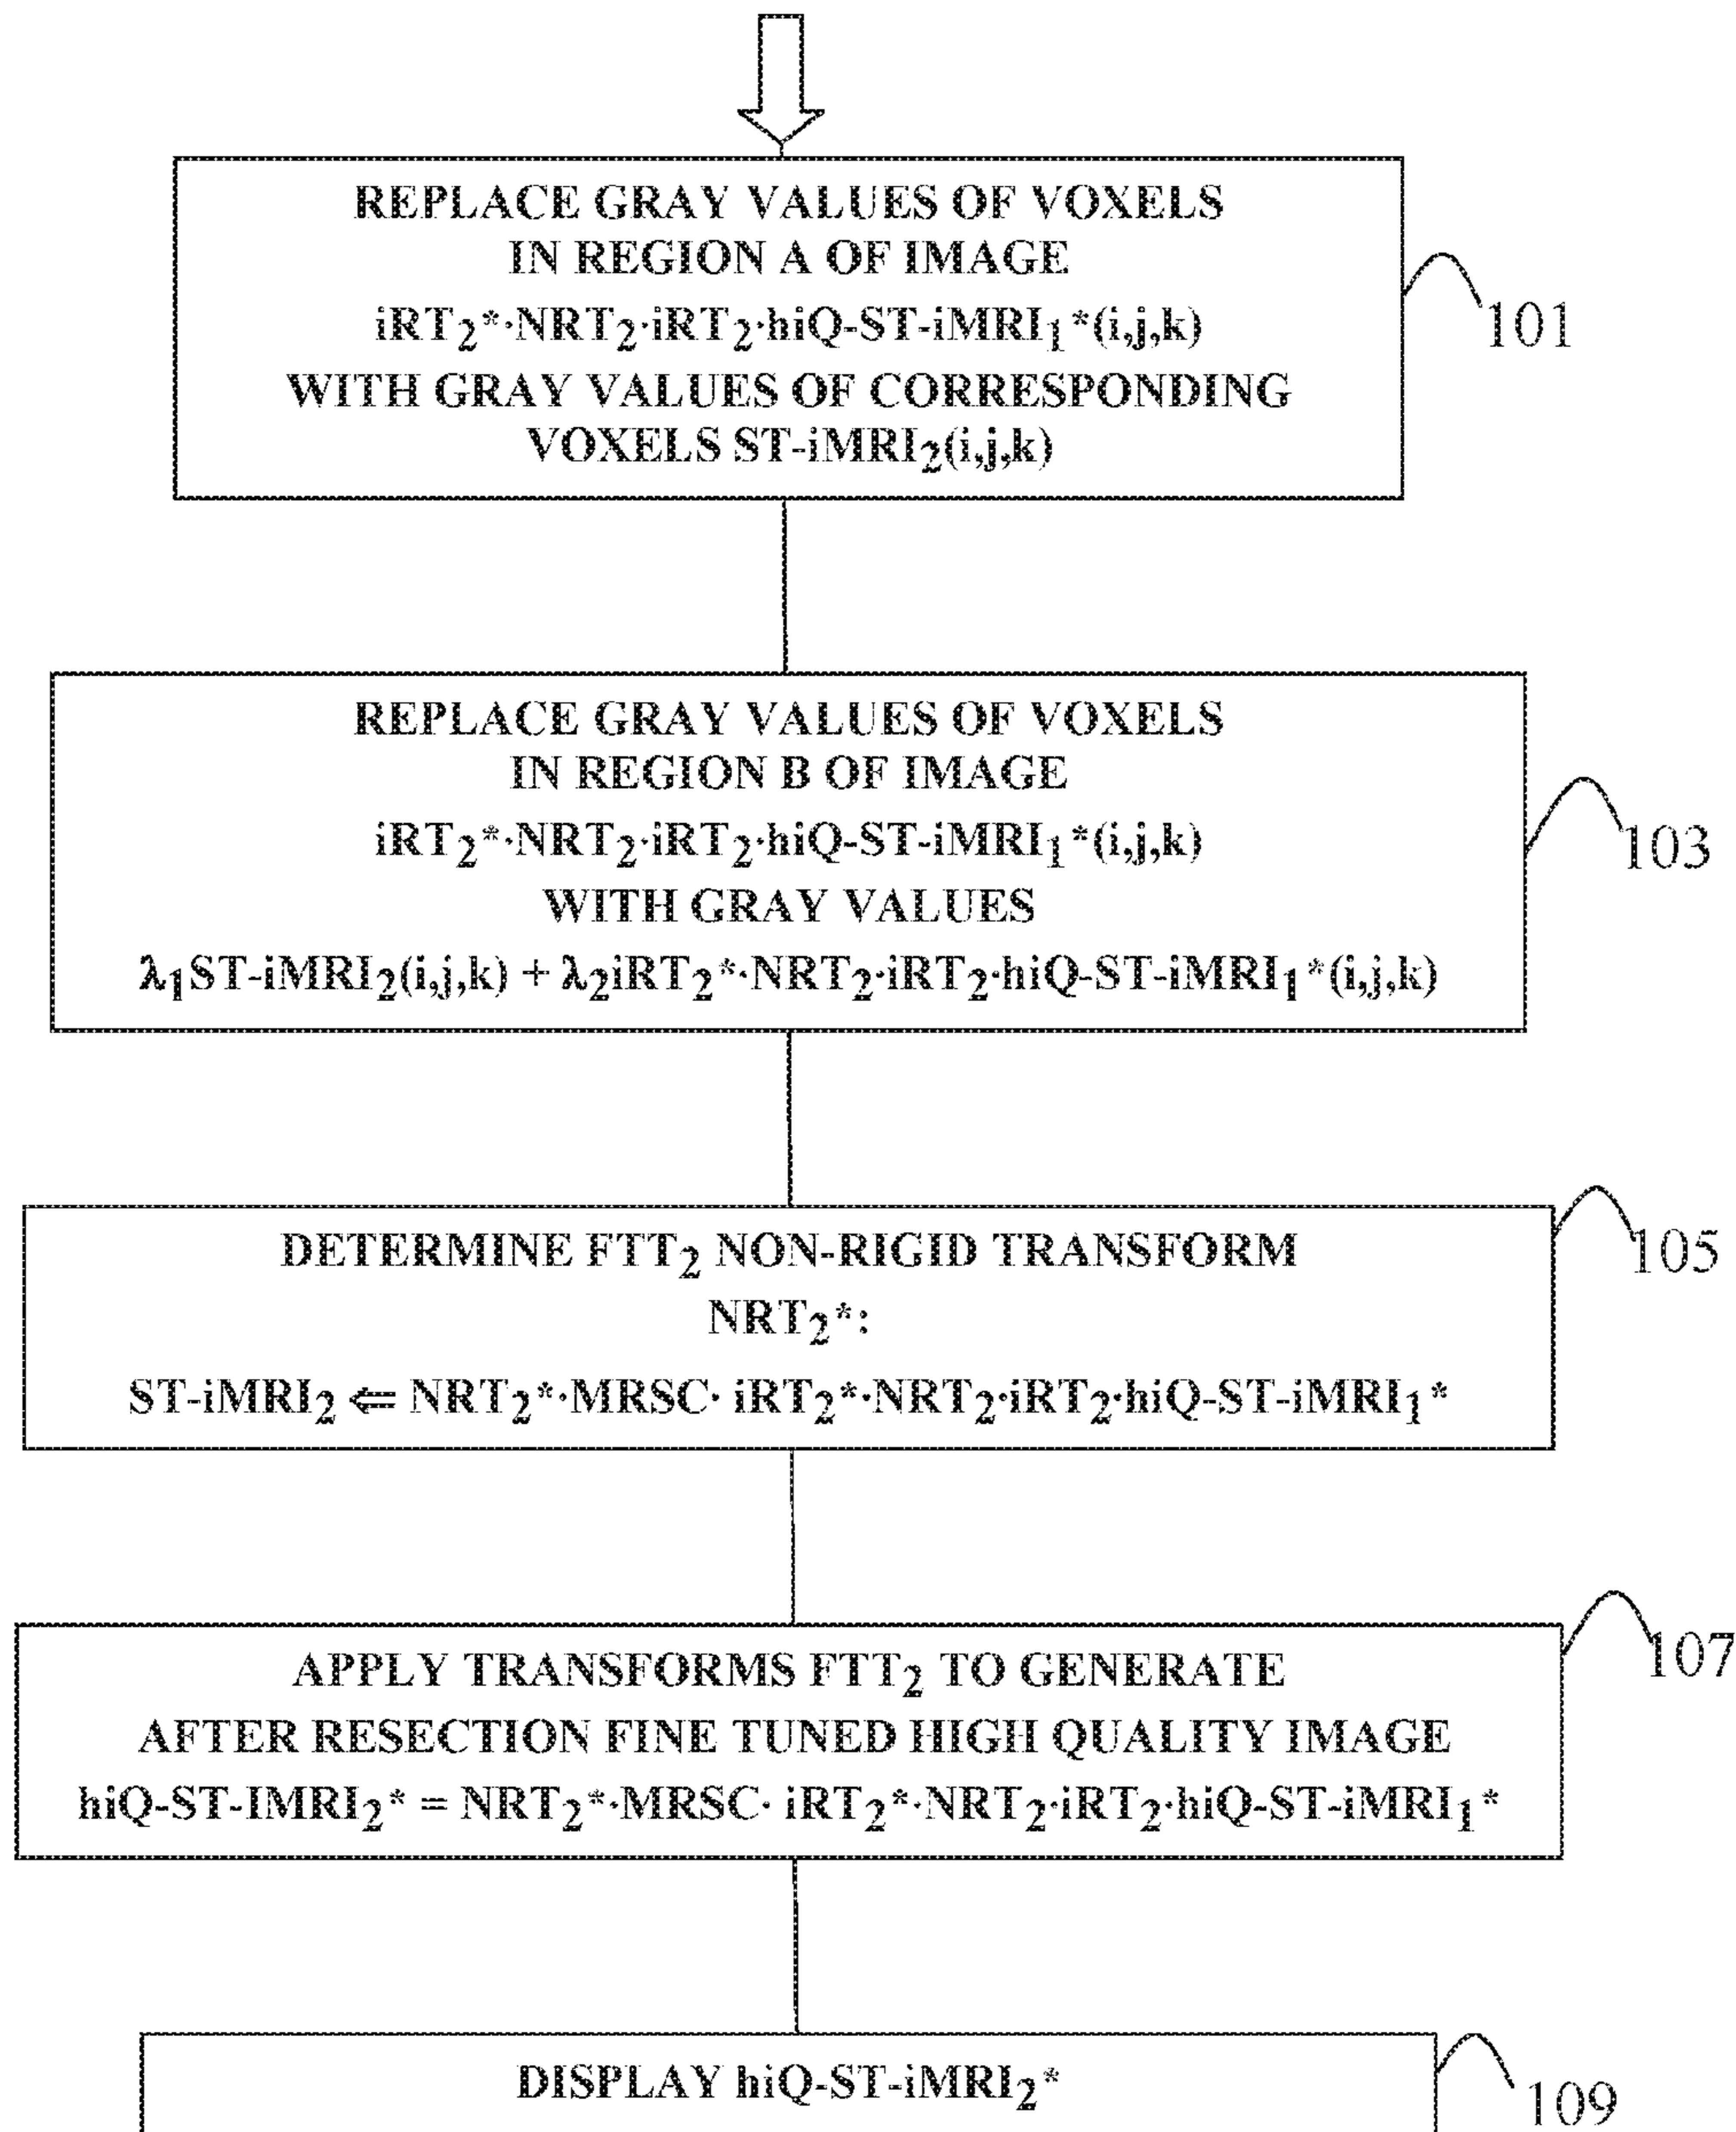 REPLACE GRAY VALUES OF VOXELS
IN REGION A OF IMAGE
iRT₂*·NRT₂·iRT₂·hiQ-ST-iMRI₁*(i,j,k)
WITH GRAY VALUES OF CORRESPONDING
VOXELS ST-iMRI₂(i,j,k)
101
REPLACE GRAY VALUES OF VOXELS
IN REGION B OF IMAGE
iRT₂*·NRT₂·iRT₂·hiQ-ST-iMRI₁*(i,j,k)
WITH GRAY VALUES
λ₁ST-iMRI₂(i,j,k) + λ₂iRT₂*·NRT₂·iRT₂·hiQ-ST-iMRI₁*(i,j,k)
103
DETERMINE FTT₂ NON-RIGID TRANSFORM
NRT₂*:
ST-iMRI₂ ⇐ NRT₂*·MRSC· iRT₂*·NRT₂·iRT₂·hiQ-ST-iMRI₁*
105
APPLY TRANSFORMS FTT₂ TO GENERATE
AFTER RESECTION FINE TUNED HIGH QUALITY IMAGE
hiQ-ST-IMRI₂* = NRT₂*·MRSC· iRT₂*·NRT₂·iRT₂·hiQ-ST-iMRI₁*
107
DISPLAY hiQ-ST-iMRI₂*
109